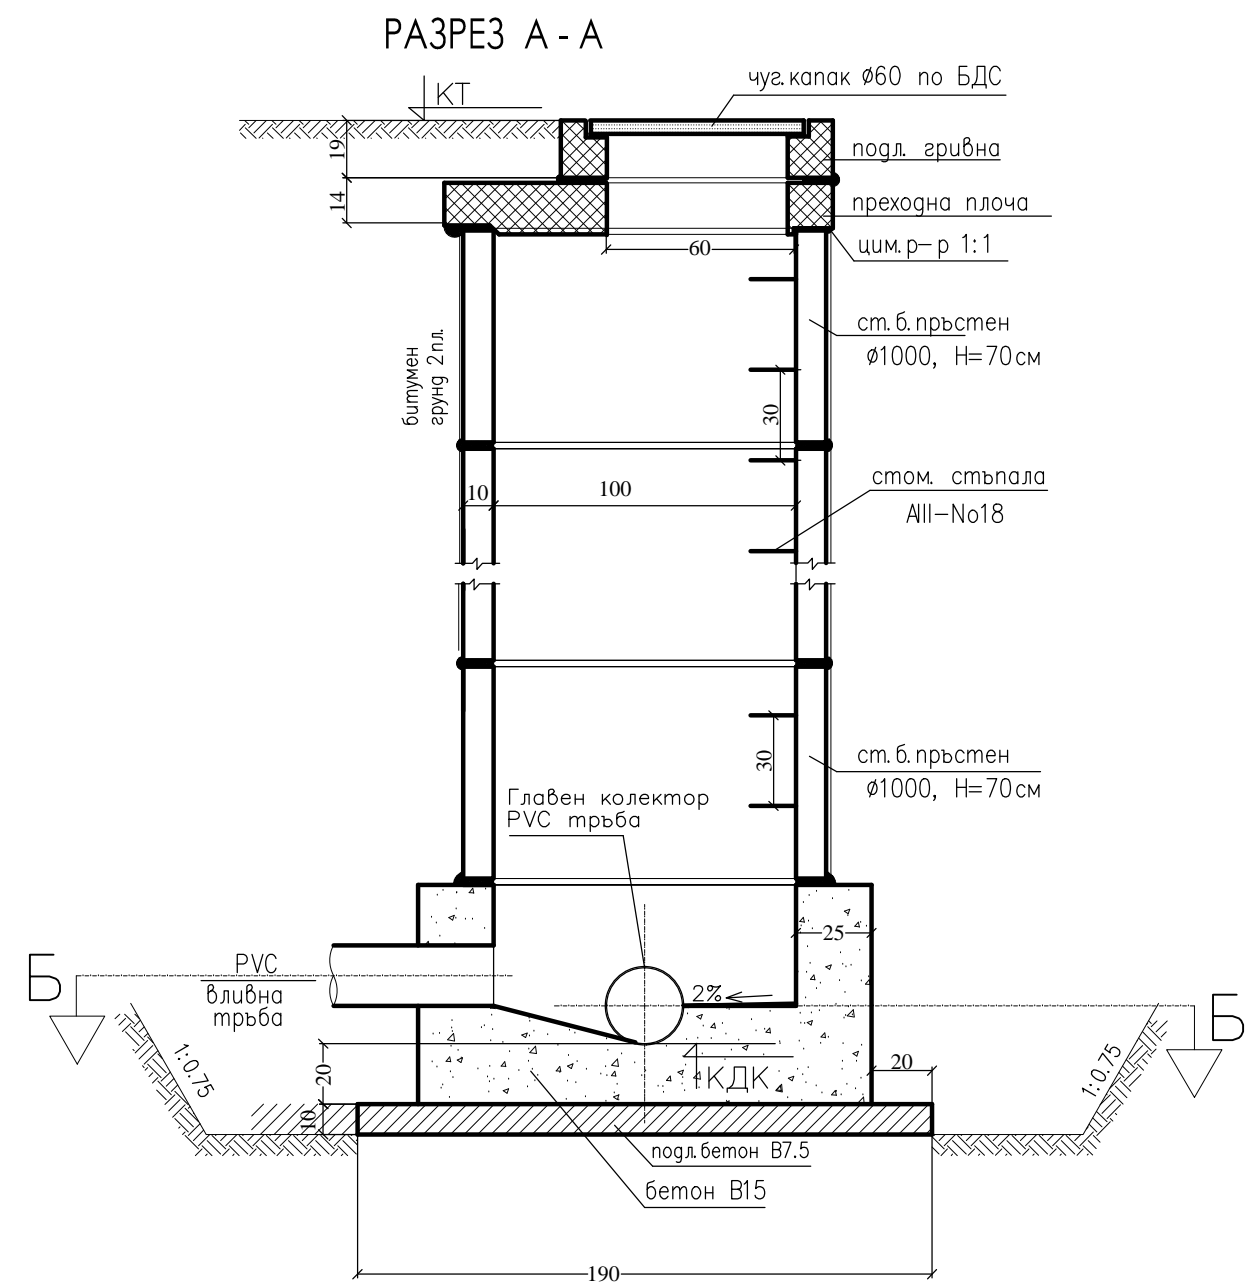 РАЗРЕЗ А - А
чуг.капак ф60 по БДС
КТ
19
подл. гривна
14
преходна плоча
цим.р-р 1:1
60
ст.б.пръстен
ф1000, Н=70см
битумен
грунд 2пл.
30
стом. стъпала
АIII-No18
10
100
ст.б.пръстен
ф1000, Н=70см
30
Главен колектор
PVC тръба
25
Б
PVC
вливна
тръба
2%
Б
1:0.75
20
КДК
20
1:0.75
10
подл.бетон В7.5
бетон В15
190